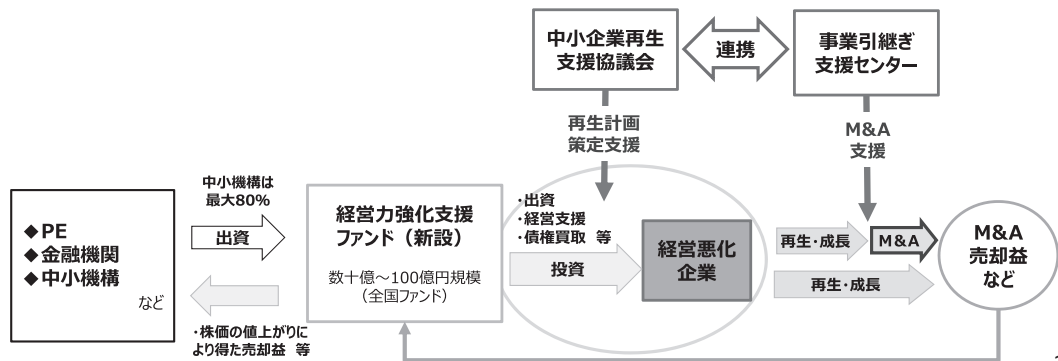 中小企業再生
支援協議会
連携
事業引継ぎ
支援センター
再生計画
策定支援
M&A
支援
中小機構は
最大80%
出資
◆PE
◆金融機関
◆中小機構
など
・株価の値上がりに
より得た売却益 等
経営力強化支援
ファンド（新設）
数十億～100億円規模
（全国ファンド）
・出資
・経営支援
・債権買取 等
投資
経営悪化
企業
再生・成長
M&A
再生・成長
M&A
売却益
など